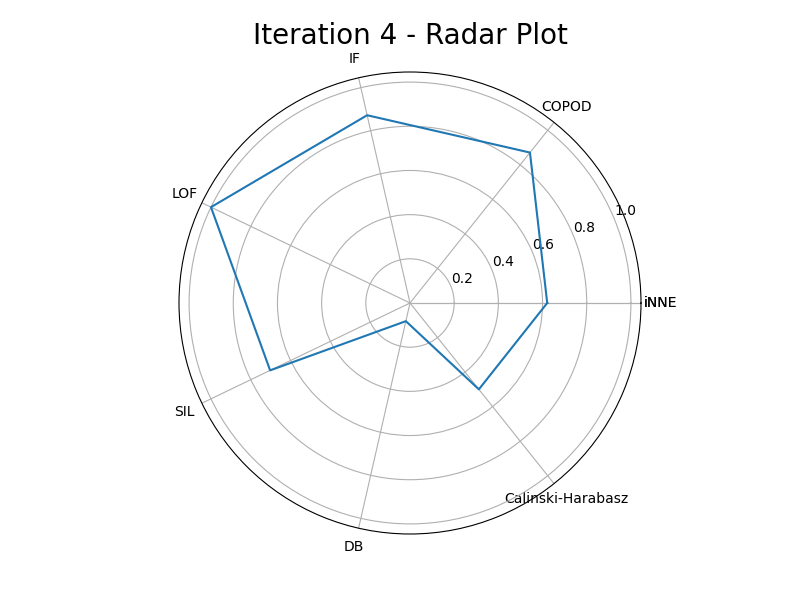 Iteration 4 - Radar Plot
IF
COPOD
LOF
1.0
0.8
0.6
0.4
0.2
iNNE
SIL
Calinski-Harabasz
DB